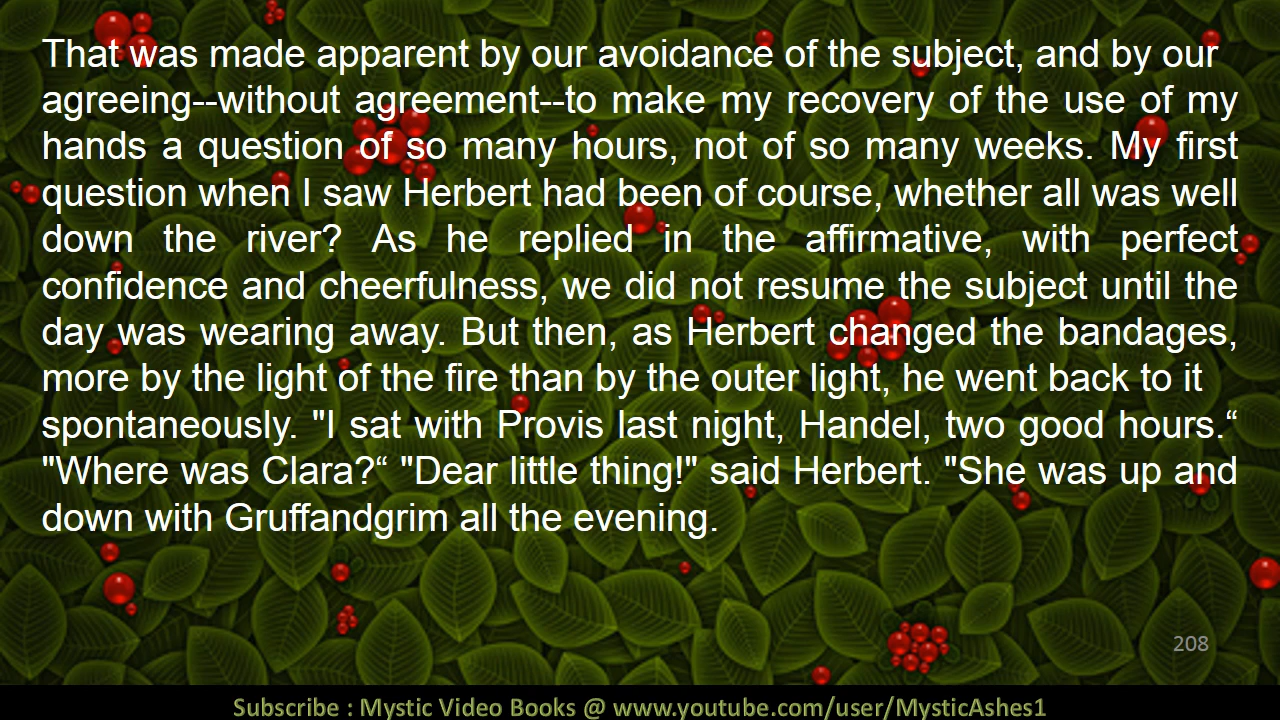 That was made apparent by our avoidance of the subject, and by our
agreeing--without agreement--to make my recovery of the use of my
hands a question of so many hours, not of so many weeks. My first
question when I saw Herbert had been of course, whether all was well
down the river? As he replied in the affirmative, with perfect
confidence and cheerfulness, we did not resume the subject until the
day was wearing away. But then, as Herbert changed the bandages,
more by the light of the fire than by the outer light, he went back to it
spontaneously. "I sat with Provis last night, Handel, two good hours.“
"Where was Clara?“ "Dear little thing!" said Herbert. "She was up and
down with Gruffandgrim all the evening.
208
Subscribe : Mystic Video Books @ www.youtube.com/user/MysticAshes1